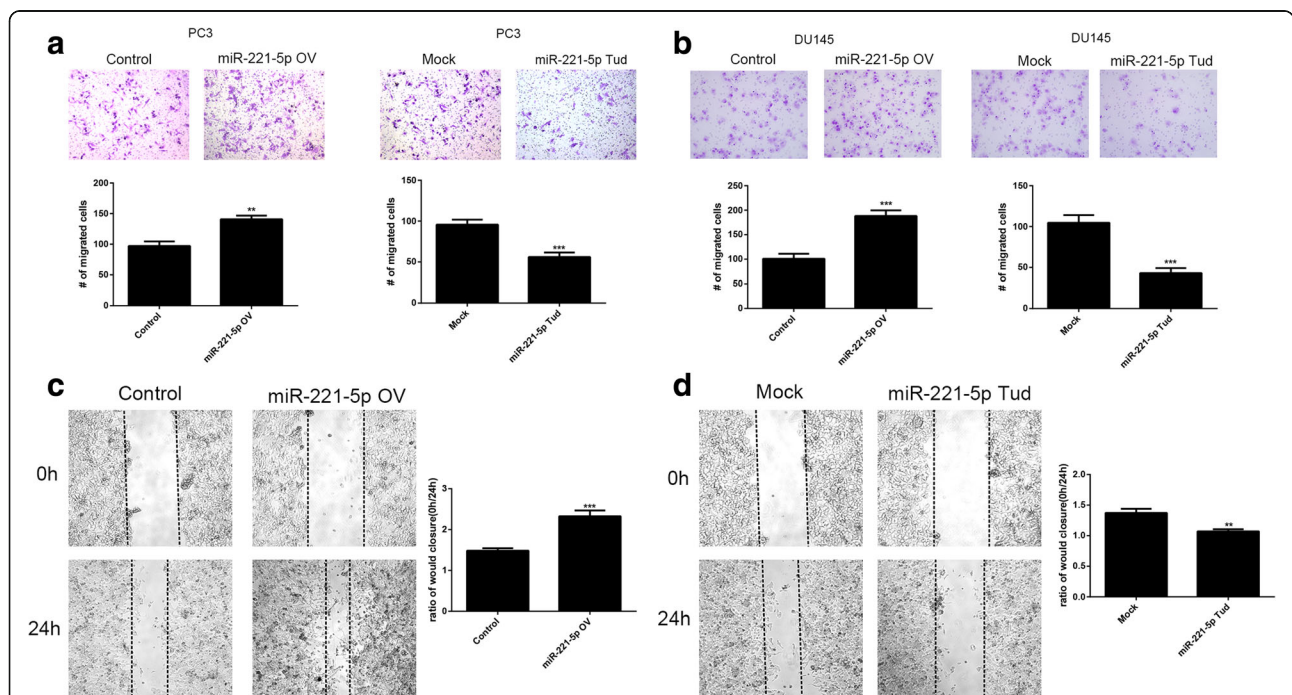 a
PC3
Control
miR-221-5p OV
PC3
Mock
miR-221-5p Tud
# of migrated cells
200
150
100
50
0
**
Control
miR-221-5p OV
# of migrated cells
150
100
50
0
***
Mock
miR-221-5p Tud
b
DU145
Control
miR-221-5p OV
DU145
Mock
miR-221-5p Tud
# of migrated cells
250
200
150
100
50
0
***
Control
miR-221-5p OV
# of migrated cells
150
100
50
0
***
Mock
miR-221-5p Tud
c
Control
miR-221-5p OV
0h
24h
ratio of would closure(0h/24h)
3
2
1
0
***
Control
miR-221-5p OV
d
Mock
miR-221-5p Tud
0h
24h
ratio of would closure(0h/24h)
2.0
1.5
1.0
0.5
0.0
**
Mock
miR-221-5p Tud